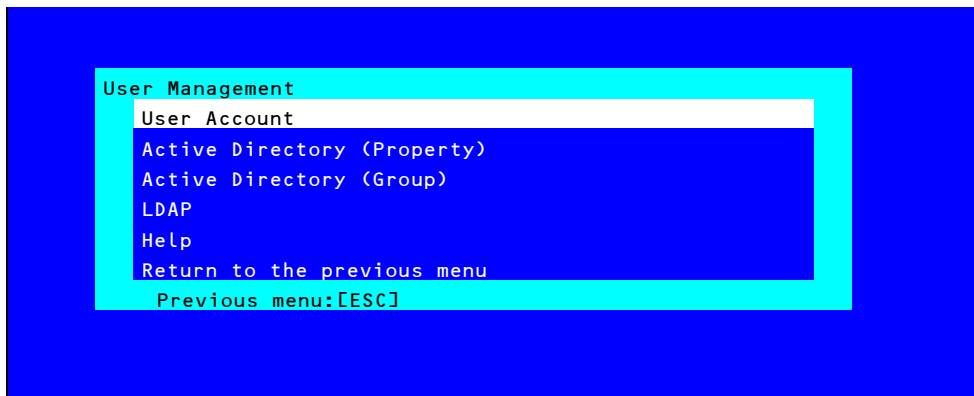 User Management
User Account
Active Directory (Property)
Active Directory (Group)
LDAP
Help
Return to the previous menu
Previous menu:[ESC]